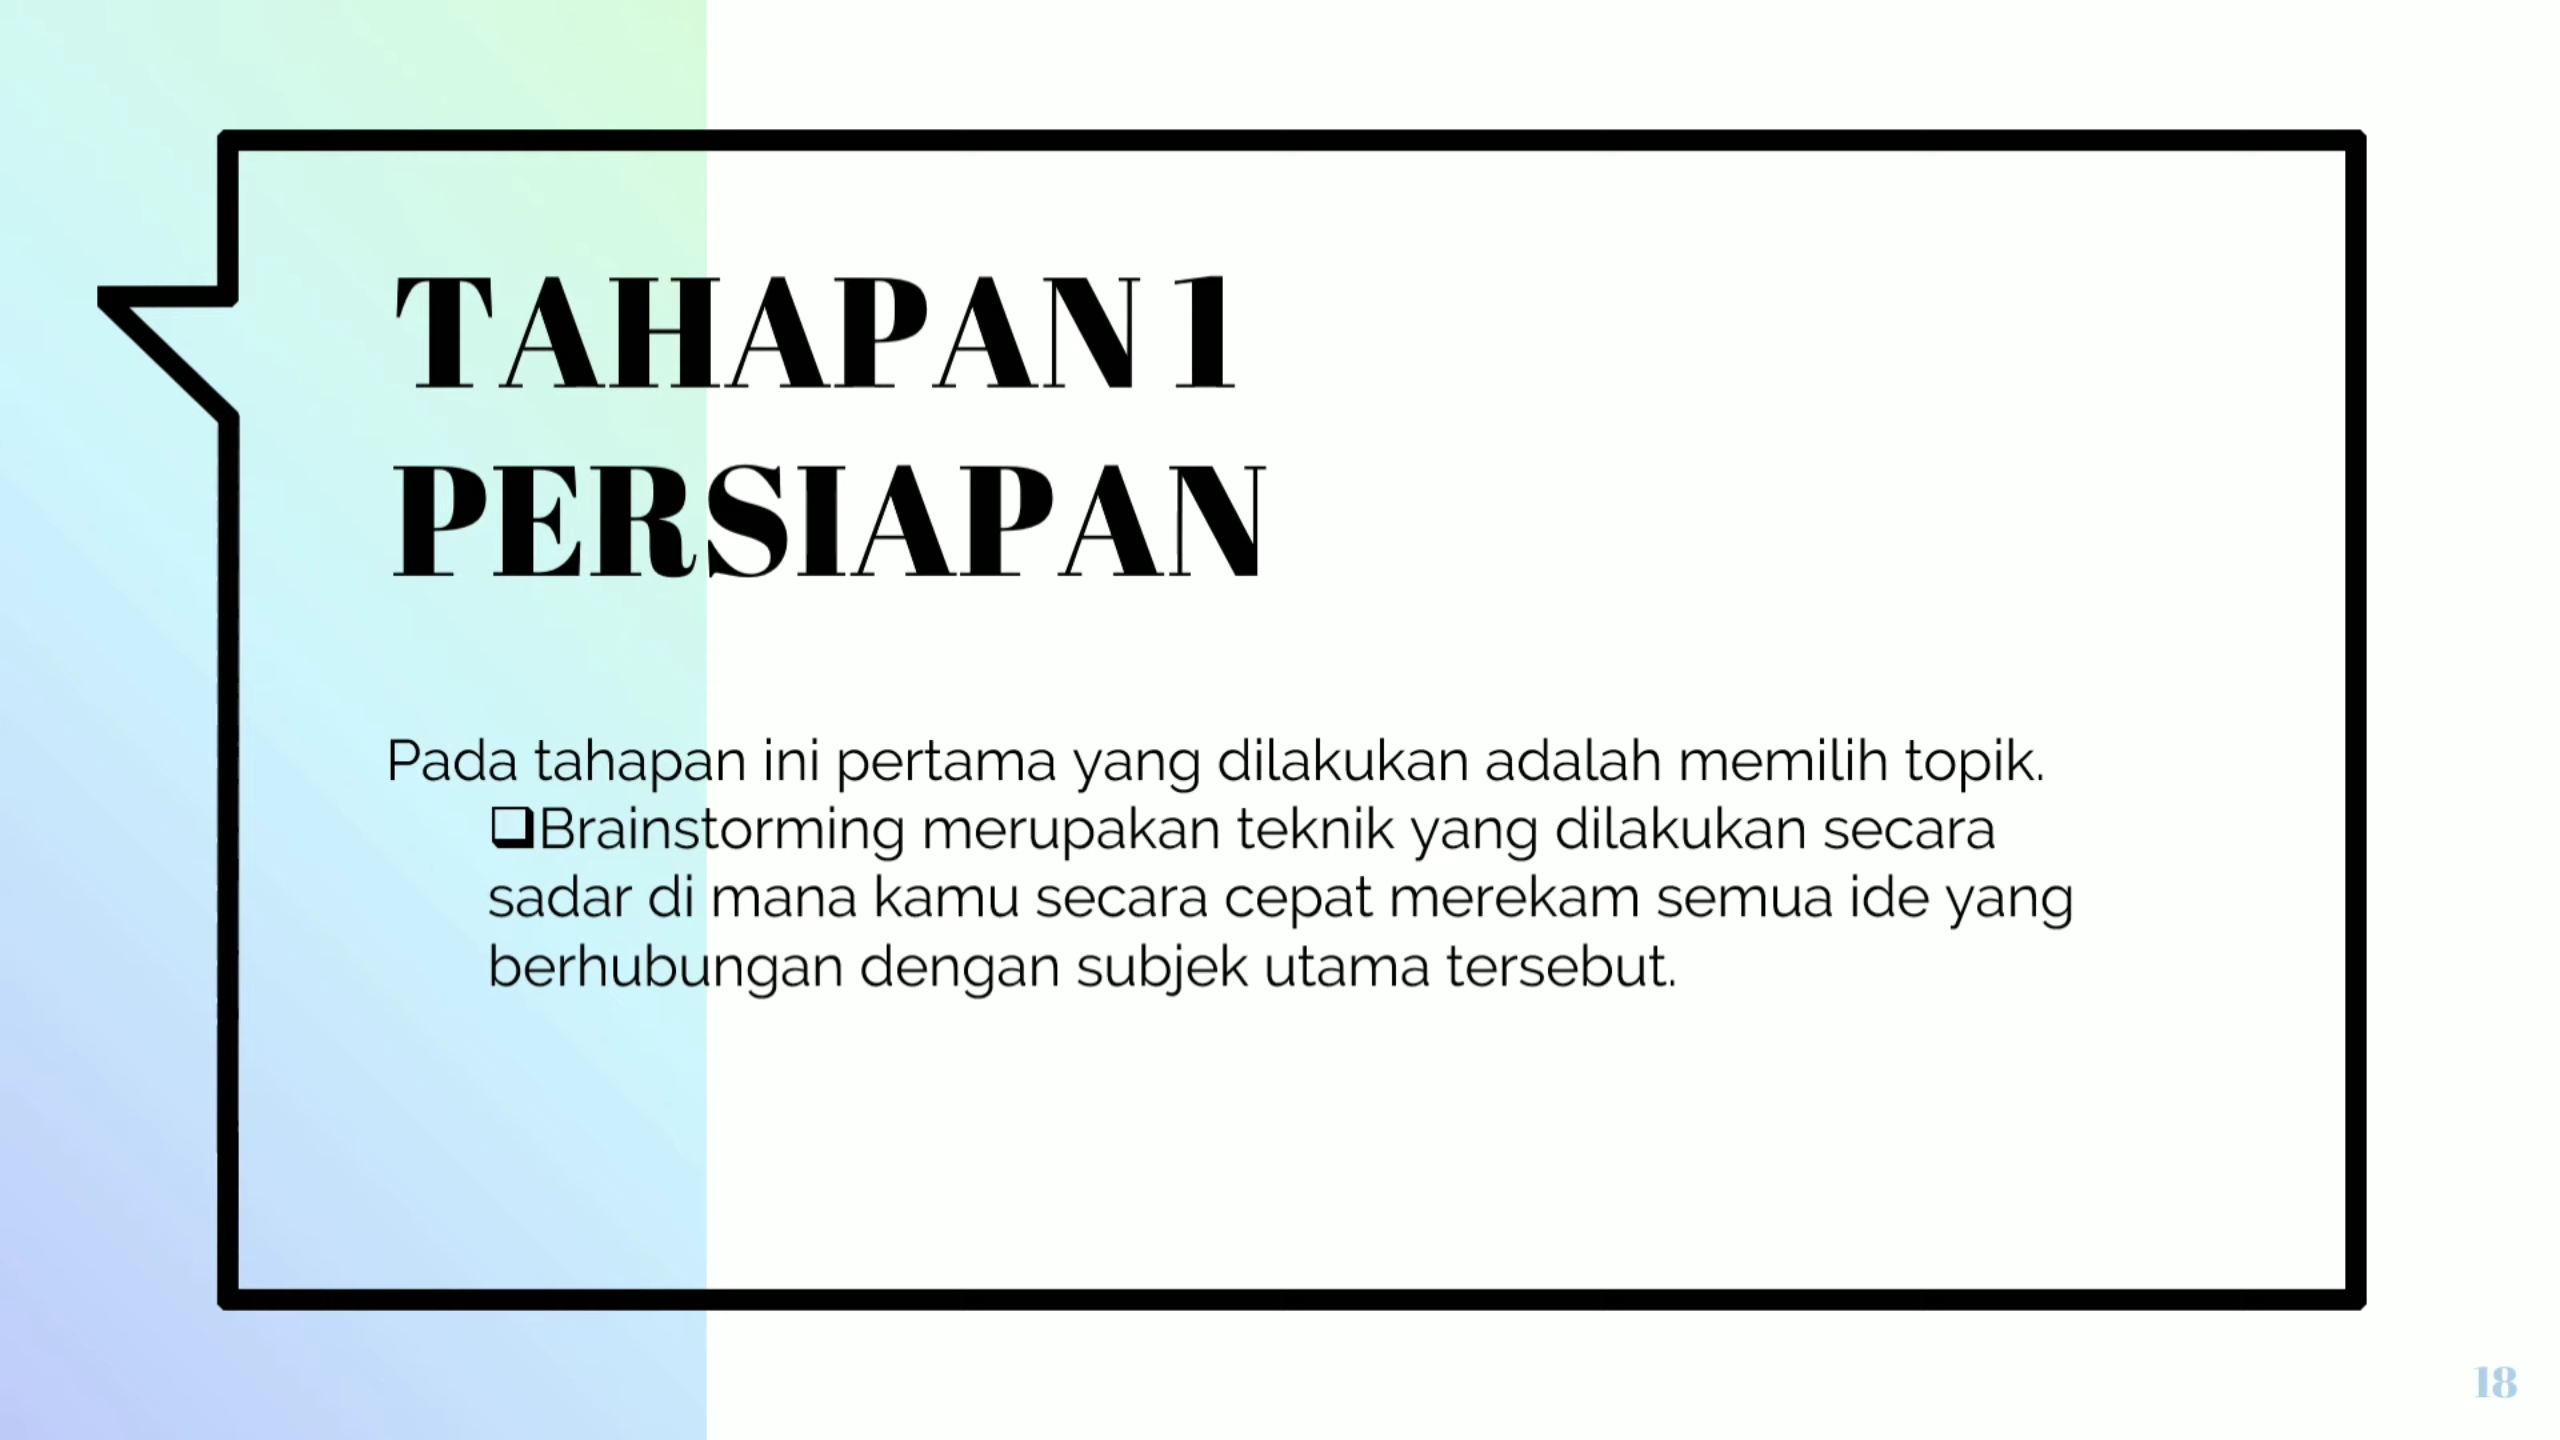 TAHAPAN 1
PERSIAPAN
Pada tahapan ini pertama yang dilakukan adalah memilih topik.
❑Brainstorming merupakan teknik yang dilakukan secara
sadar di mana kamu secara cepat merekam semua ide yang
berhubungan dengan subjek utama tersebut.
18